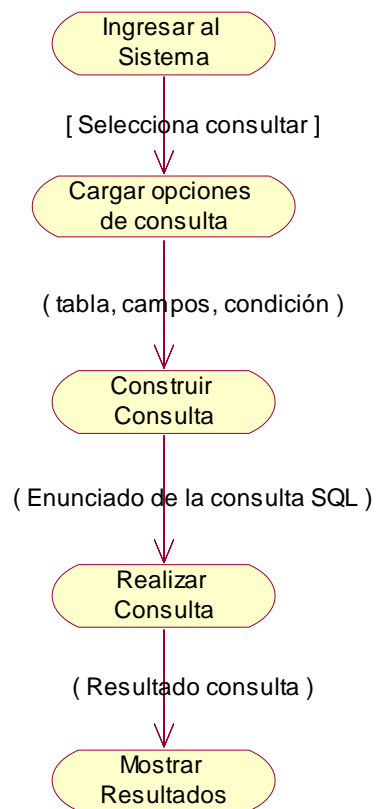 Ingresar al
Sistema
[ Selecciona consultar ]
Cargar opciones
de consulta
( tabla, campos, condición )
Construir
Consulta
( Enunciado de la consulta SQL )
Realizar
Consulta
( Resultado consulta )
Mostrar
Resultados